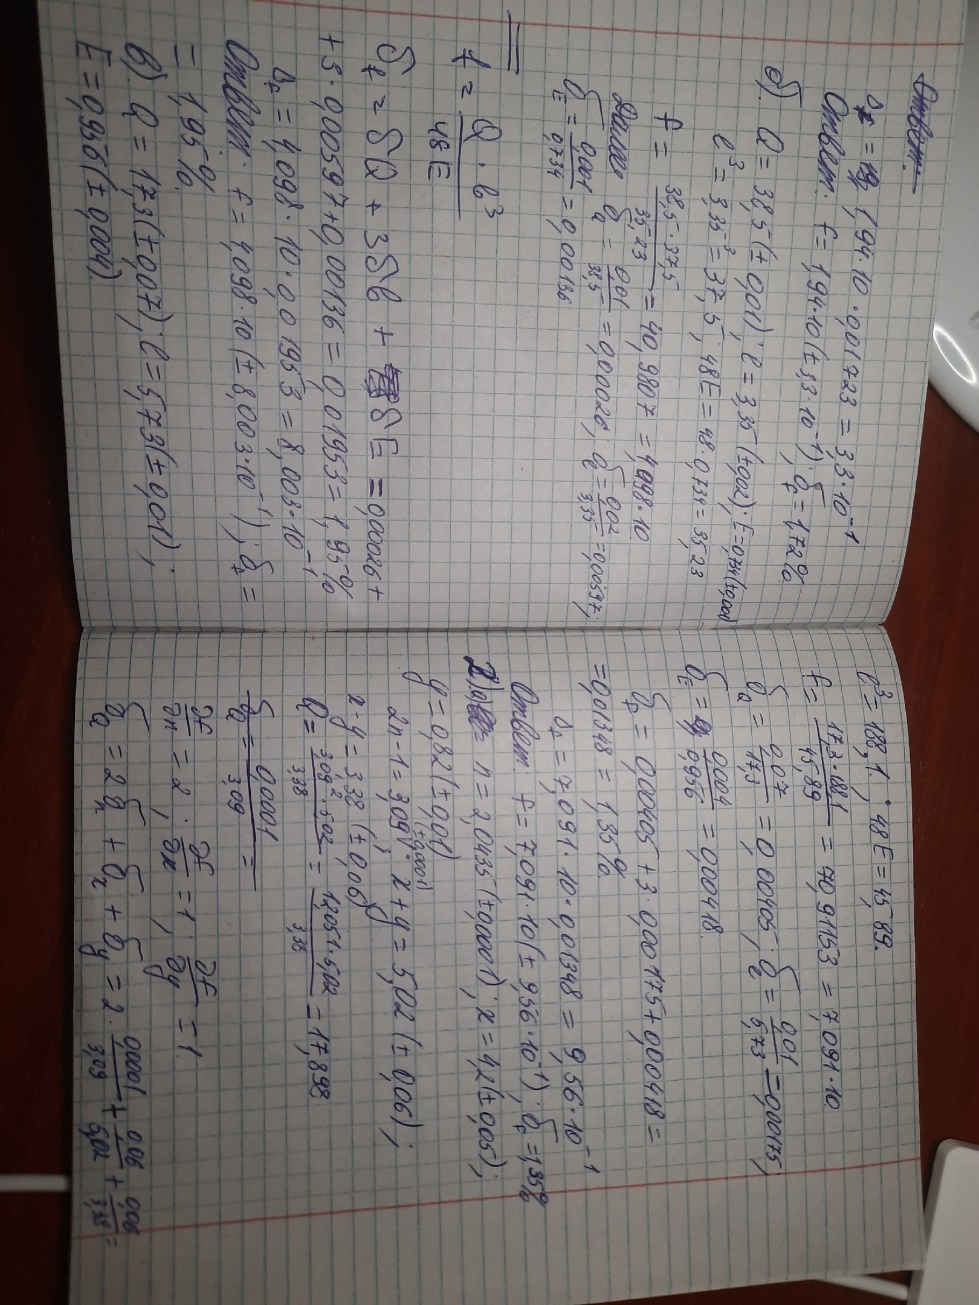 Ответ:
Δf = 1,94·10·0,01723 = 3,3·10⁻¹
Ответ: f = 1,94·10(±3,3·10⁻¹); δf = 1,72%
б). Q = 38,5(±0,01); ℓ = 3,35(±0,02); E = 0,734(±0,001)
ℓ³ = 3,35³ = 37,5; 48E = 48·0,734 = 35,23
f = 38,5·37,5 / 35,23 = 40,9807 = 4,098·10
Далее δQ = 0,01/38,5 = 0,00026; δℓ = 0,02/3,35 = 0,00597;
δE = 0,001/0,734 = 0,00136
f = Q·ℓ³ / 48E
δf = δQ + 3δℓ + δE = 0,00026 +
+ 3·0,000597 + 0,00136 = 0,01953 = 1,95%
Δf = 4,098·10·0,01953 = 8,003·10⁻¹
Ответ: f = 4,098·10(±8,003·10⁻¹); δf =
= 1,95%.
в) Q = 17,3(±0,07); ℓ = 5,73(±0,01);
E = 0,956(±0,004)
ℓ³ = 188,1; 48E = 45,89.
f = 17,3·188,1 / 45,89 = 70,91153 = 7,091·10
δQ = 0,07/17,3 = 0,00405; δℓ = 0,01/5,73 = 0,00175;
δE = 0,004/0,956 = 0,00418.
δf = 0,00405 + 3·0,00175 + 0,00418 =
= 0,01348 = 1,35%
Δf = 7,091·10·0,01348 = 9,56·10⁻¹
Ответ: f = 7,091·10(±9,56·10⁻¹); δf = 1,35%
n = 2,0435(±0,0001); x = 4,2(±0,05);
y = 0,82(±0,01)
2n-1 = 3,09(±0,0001); x+y = 5,02(±0,06);
x-y = 3,38(±0,06)
Q = 3,09²·5,02 / 3,38 = 12,051·5,02 / 3,38 = 17,898
δQ = 0,0001 / 3,09 =
∂F/∂n = 2; ∂F/∂x = 1; ∂F/∂y = 1.
δQ = 2δn + δx + δy = 2·0,0001/3,09 + 0,06/5,02 + 0,06/3,38 =